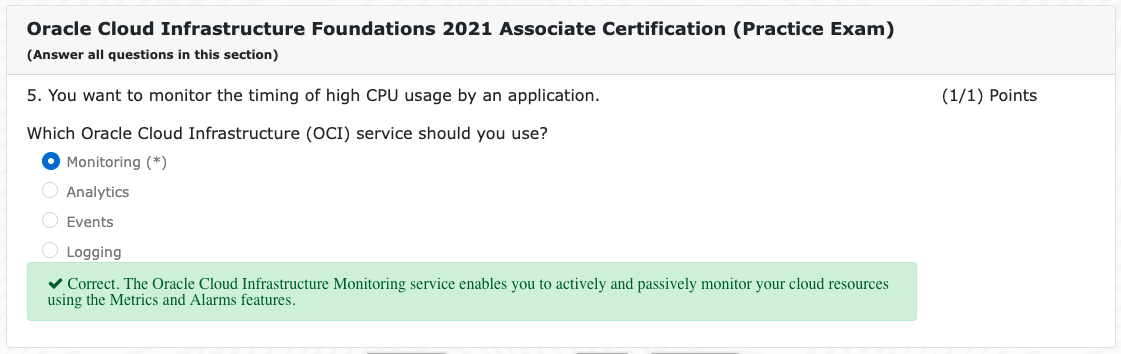 Oracle Cloud Infrastructure Foundations 2021 Associate Certification (Practice Exam)
(Answer all questions in this section)
5. You want to monitor the timing of high CPU usage by an application.
(1/1) Points
Which Oracle Cloud Infrastructure (OCI) service should you use?
Monitoring (*)
Analytics
Events
Logging
✔ Correct. The Oracle Cloud Infrastructure Monitoring service enables you to actively and passively monitor your cloud resources
using the Metrics and Alarms features.